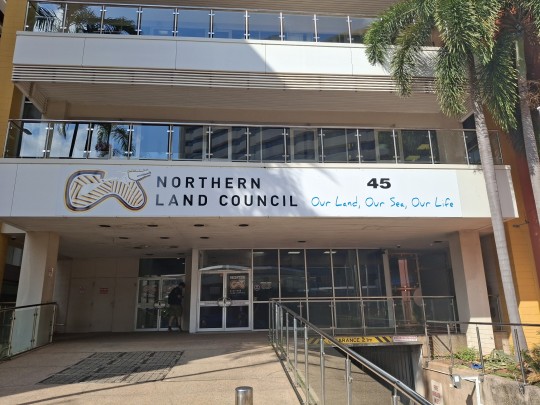 NORTHERN
LAND COUNCIL
45
Our Land, Our Sea, Our Life